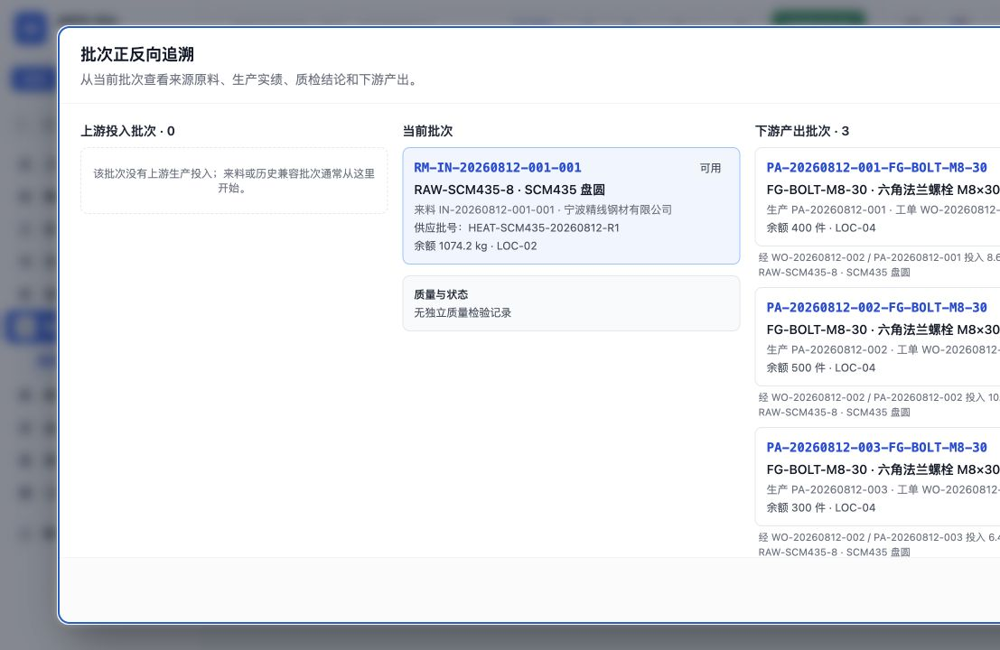 批次正反向追溯
从当前批次查看来源原料、生产实绩、质检结论和下游产出。
上游投入批次 · 0
该批次没有上游生产投入；来料或历史兼容批次通常从这里
开始。
当前批次
RM-IN-20260812-001-001
可用
RAW-SCM435-8 · SCM435 盘圆
来料 IN-20260812-001-001 · 宁波精线钢材有限公司
供应批号：HEAT-SCM435-20260812-R1
余额 1074.2 kg · LOC-02
质量与状态
无独立质量检验记录
下游产出批次 · 3
PA-20260812-001-FG-BOLT-M8-30
FG-BOLT-M8-30 · 六角法兰螺栓 M8×30
生产 PA-20260812-001 · 工单 WO-20260812-
余额 400 件 · LOC-04
经 WO-20260812-002 / PA-20260812-001 投入 8.6
RAW-SCM435-8 · SCM435 盘圆
PA-20260812-002-FG-BOLT-M8-30
FG-BOLT-M8-30 · 六角法兰螺栓 M8×30
生产 PA-20260812-002 · 工单 WO-20260812-
余额 500 件 · LOC-04
经 WO-20260812-002 / PA-20260812-002 投入 10.
RAW-SCM435-8 · SCM435 盘圆
PA-20260812-003-FG-BOLT-M8-30
FG-BOLT-M8-30 · 六角法兰螺栓 M8×30
生产 PA-20260812-003 · 工单 WO-20260812-
余额 300 件 · LOC-04
经 WO-20260812-002 / PA-20260812-003 投入 6.4
RAW-SCM435-8 · SCM435 盘圆